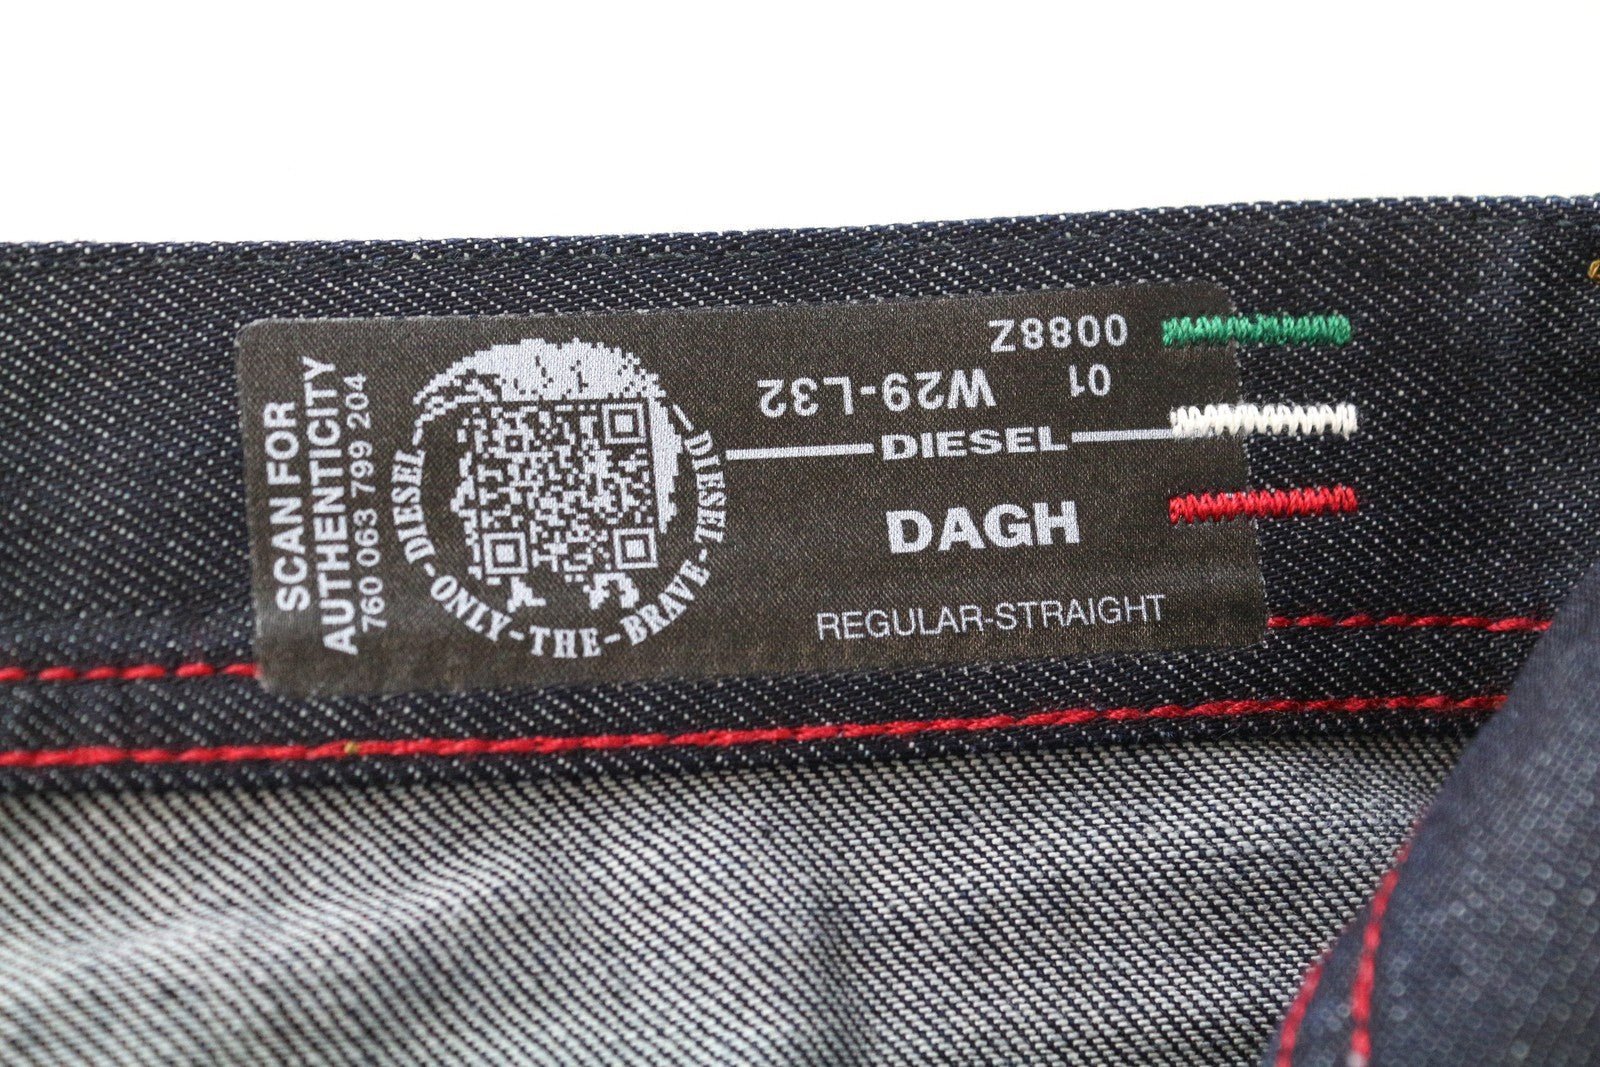 SCAN FOR
AUTHENTICITY
760 063 799 204
DIESEL-ONLY-THE-BRAVE-DIESEL
0088Z
01 W29-L32
DIESEL
DAGH
REGULAR-STRAIGHT